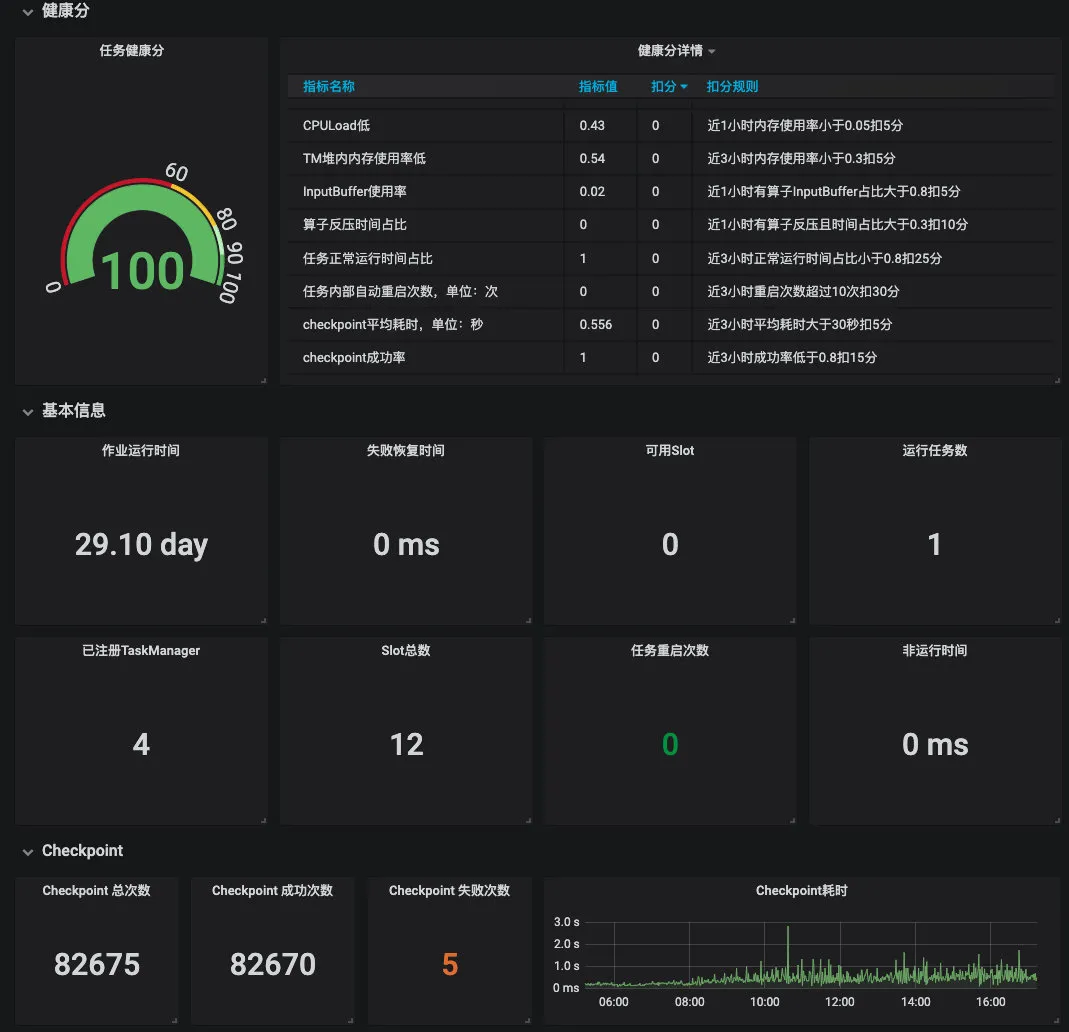 健康分
任务健康分
0
60
80
90
100
100
健康分详情
指标名称 指标值 扣分 扣分规则
CPULoad低 0.43 0 近1小时内存使用率小于0.05扣5分
TM堆内内存使用率低 0.54 0 近3小时内存使用率小于0.3扣5分
InputBuffer使用率 0.02 0 近1小时有算子InputBuffer占比大于0.8扣5分
算子反压时间占比 0 0 近1小时有算子反压且时间占比大于0.3扣10分
任务正常运行时间占比 1 0 近3小时正常运行时间占比小于0.8扣25分
任务内部自动重启次数，单位：次 0 0 近3小时重启次数超过10次扣30分
checkpoint平均耗时，单位：秒 0.556 0 近3小时平均耗时大于30秒扣5分
checkpoint成功率 1 0 近3小时成功率低于0.8扣15分
基本信息
作业运行时间 失败恢复时间 可用Slot 运行任务数
29.10 day 0 ms 0 1
已注册TaskManager Slot总数 任务重启次数 非运行时间
4 12 0 0 ms
Checkpoint
Checkpoint 总次数 Checkpoint 成功次数 Checkpoint 失败次数 Checkpoint耗时
82675 82670 5
3.0 s
2.0 s
1.0 s
0 ms
06:00 08:00 10:00 12:00 14:00 16:00